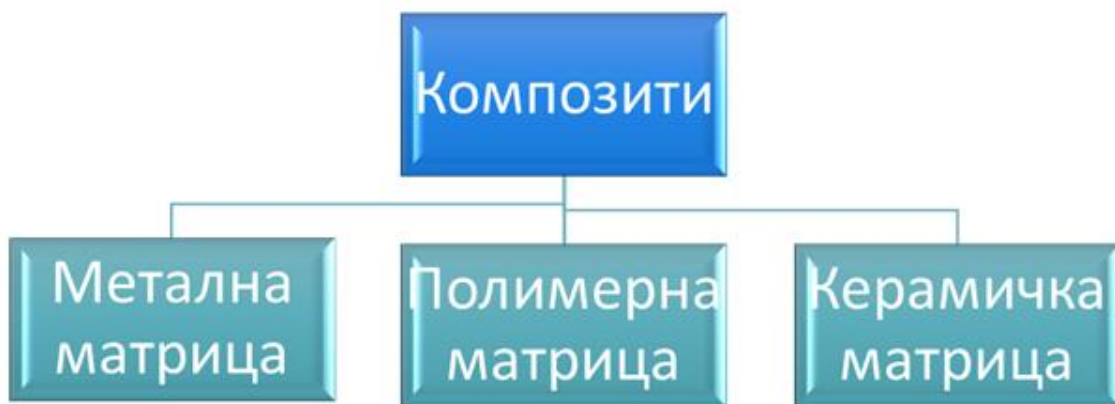 Композити
Метална
матрица
Полимерна
матрица
Керамичка
матрица